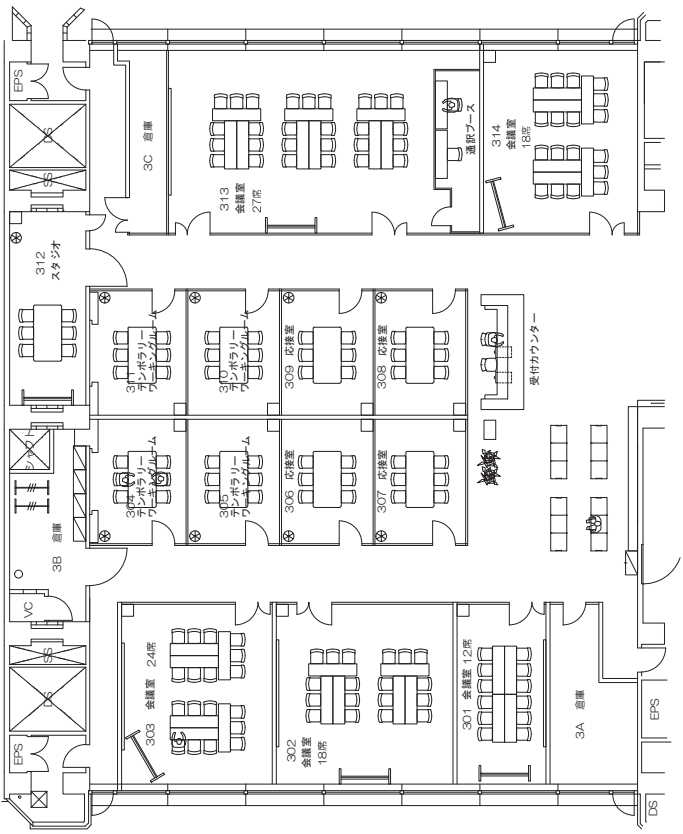 EPS
DS
SS
3C 倉庫
313
会議室
27席
通訳ブース
314
会議室
18席
312
スタジオ
311
テンポラリー
ワーキングルーム
310
テンポラリー
ワーキングルーム
309 応接室
308 応接室
受付カウンター
シャフト
304
テンポラリー
ワーキングルーム
305
テンポラリー
ワーキングルーム
306 応接室
307 応接室
3B 倉庫
VC
SS
DS
EPS
303 会議室 24席
302
会議室
18席
301 会議室 12席
3A 倉庫
EPS
DS